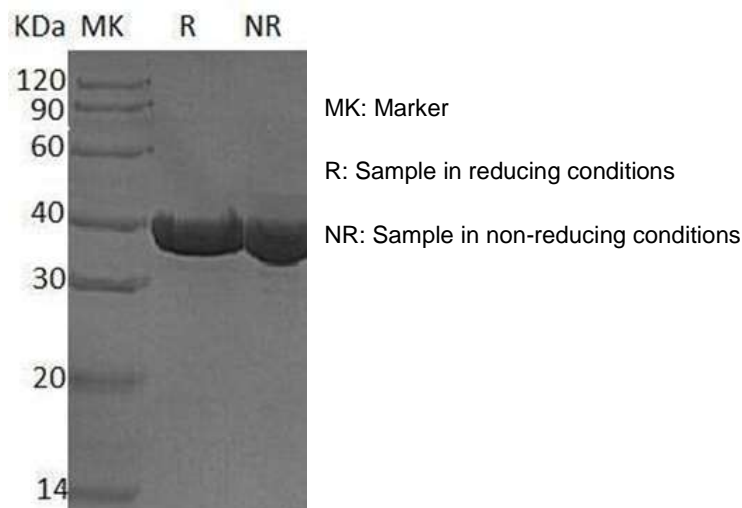 KDa MK R NR
120
90
60
40
30
20
14
MK: Marker
R: Sample in reducing conditions
NR: Sample in non-reducing conditions